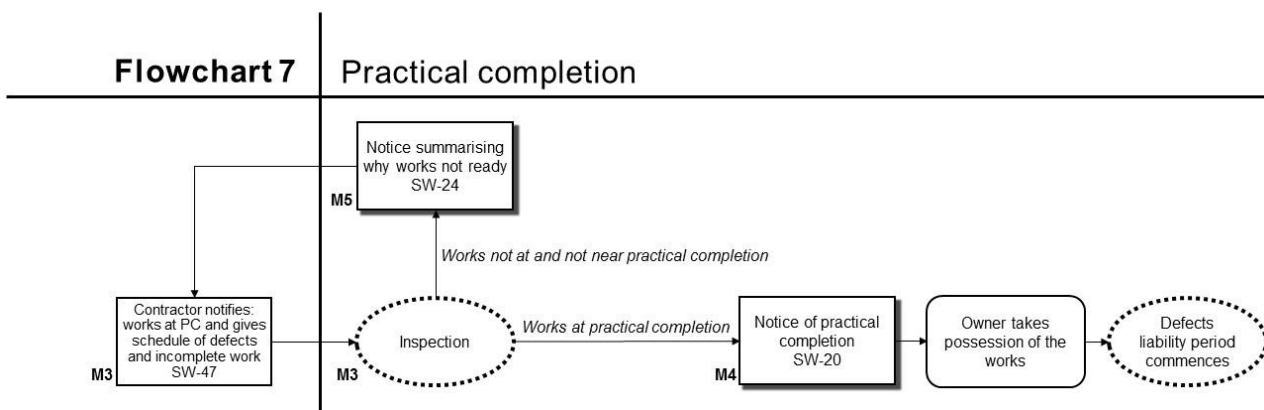 Flowchart 7
Practical completion
Notice summarising
why works not ready
SW-24
M5
Works not at and not near practical completion
Contractor notifies:
works at PC and gives
schedule of defects
and incomplete work
SW-47
M3
Inspection
M3
Works at practical completion
Notice of practical
completion
SW-20
M4
Owner takes
possession of the
works
Defects
liability period
commences